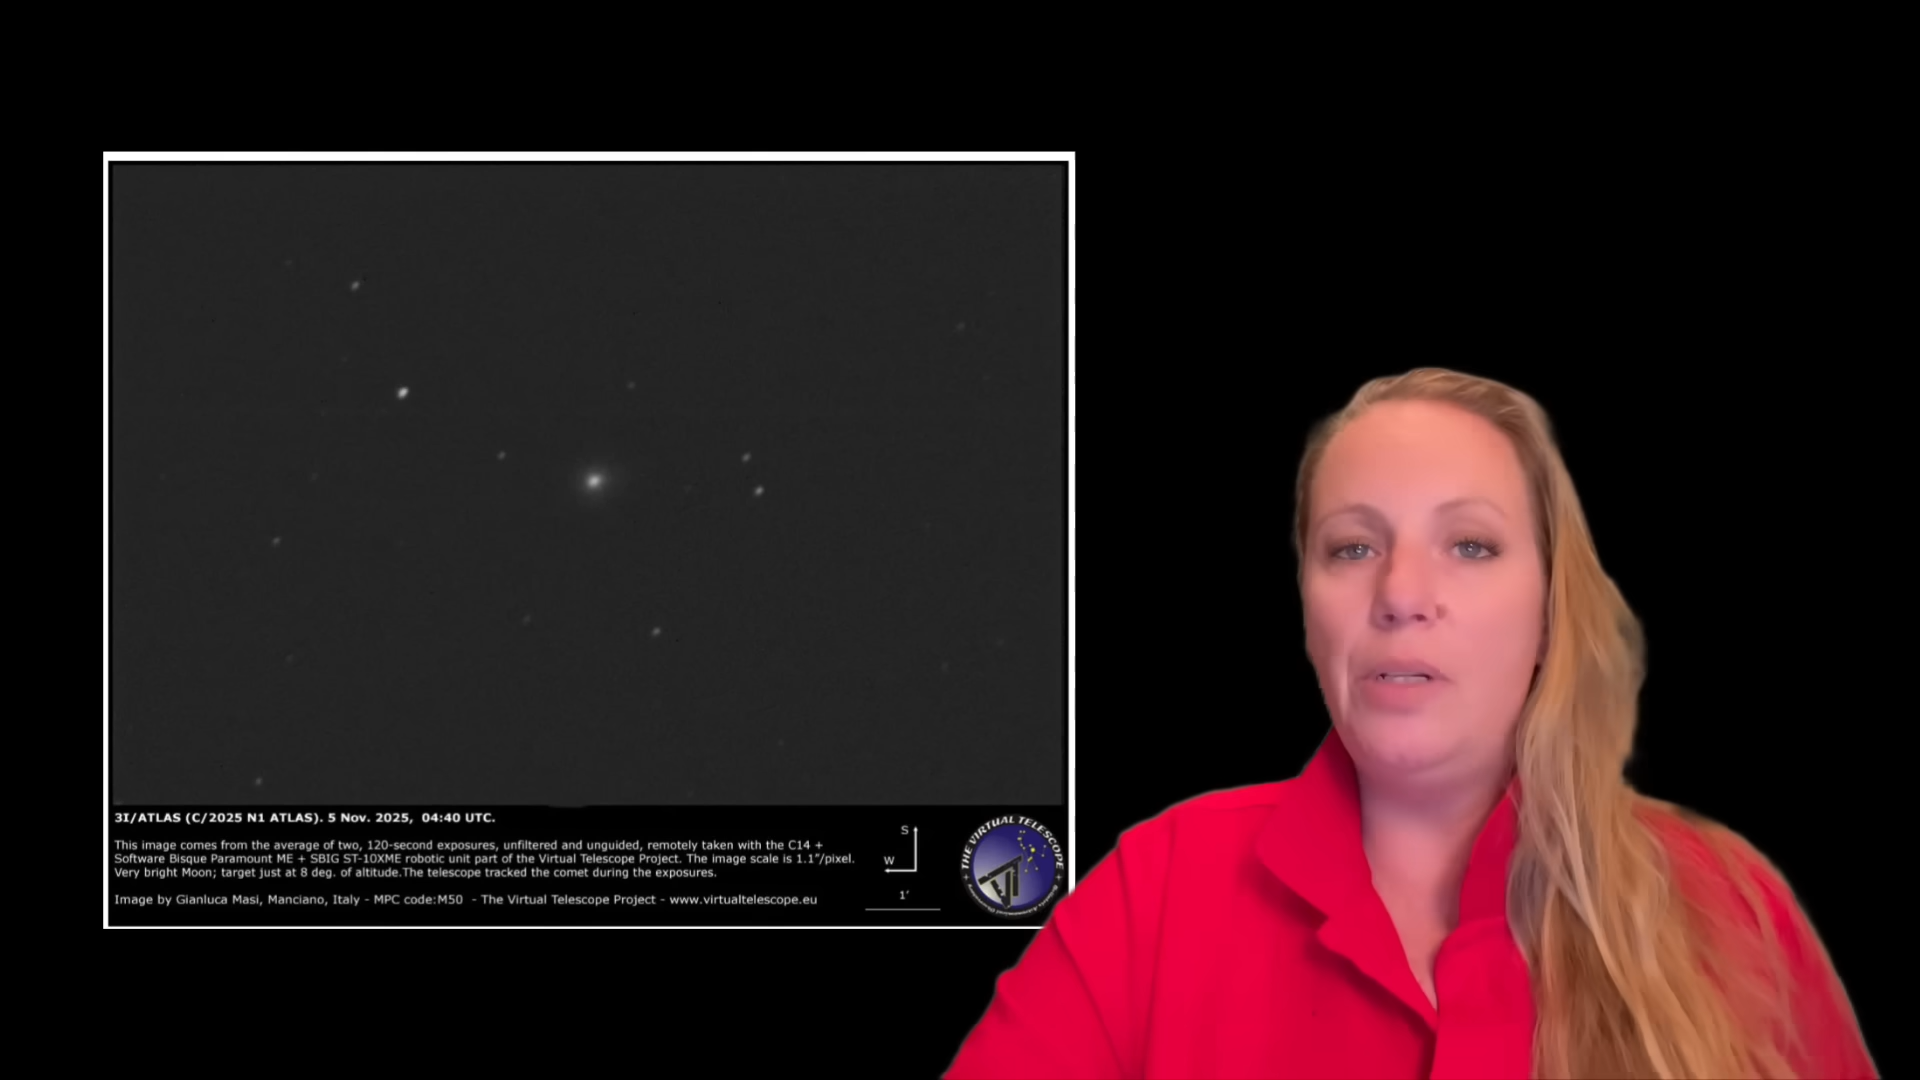 3I/ATLAS (C/2025 N1 ATLAS). 5 Nov. 2025, 04:40 UTC.
This image comes from the average of two, 120-second exposures, unfiltered and unguided, remotely taken with the C14 +
Software Bisque Paramount ME + SBIG ST-10XME robotic unit part of the Virtual Telescope Project. The image scale is 1.1"/pixel.
Very bright Moon; target just at 8 deg. of altitude.The telescope tracked the comet during the exposures.
Image by Gianluca Masi, Manciano, Italy - MPC code:M50 - The Virtual Telescope Project - www.virtualtelescope.eu
S
W
1'
THE VIRTUAL TELESCOPE